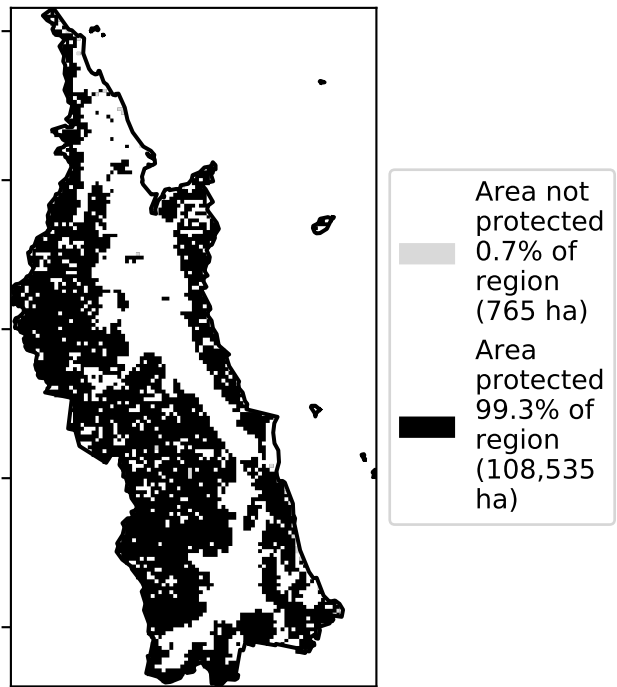 Area not
protected
0.7% of
region
(765 ha)
Area
protected
99.3% of
region
(108,535
ha)